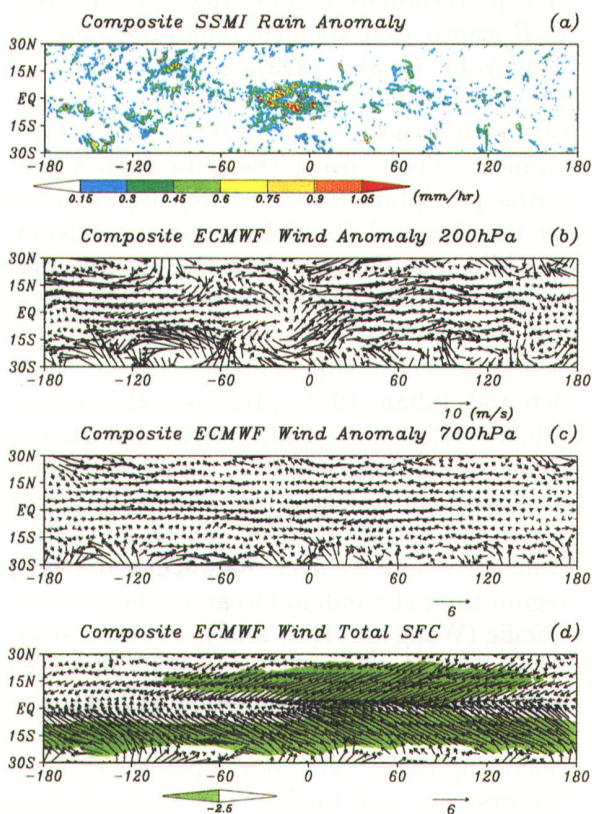 Composite SSMI Rain Anomaly (a)
30N
15N
EQ
15S
30S
-180 -120 -60 0 60 120 180
0.15 0.3 0.45 0.6 0.75 0.9 1.05 (mm/hr)
Composite ECMWF Wind Anomaly 200hPa (b)
30N
15N
EQ
15S
30S
-180 -120 -60 0 60 120 180
10 (m/s)
Composite ECMWF Wind Anomaly 700hPa (c)
30N
15N
EQ
15S
30S
-180 -120 -60 0 60 120 180
6
Composite ECMWF Wind Total SFC (d)
30N
15N
EQ
15S
30S
-180 -120 -60 0 60 120 180
-2.5 6